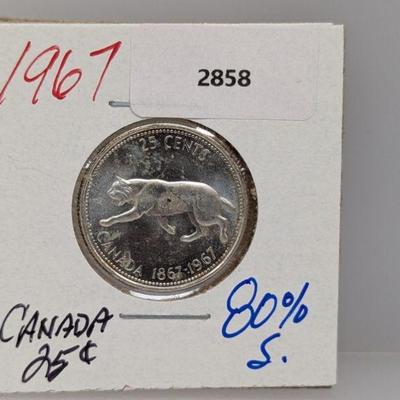 1967
2858
25 CENTS
CANADA 1867-1967
CANADA
25¢
80%
S.